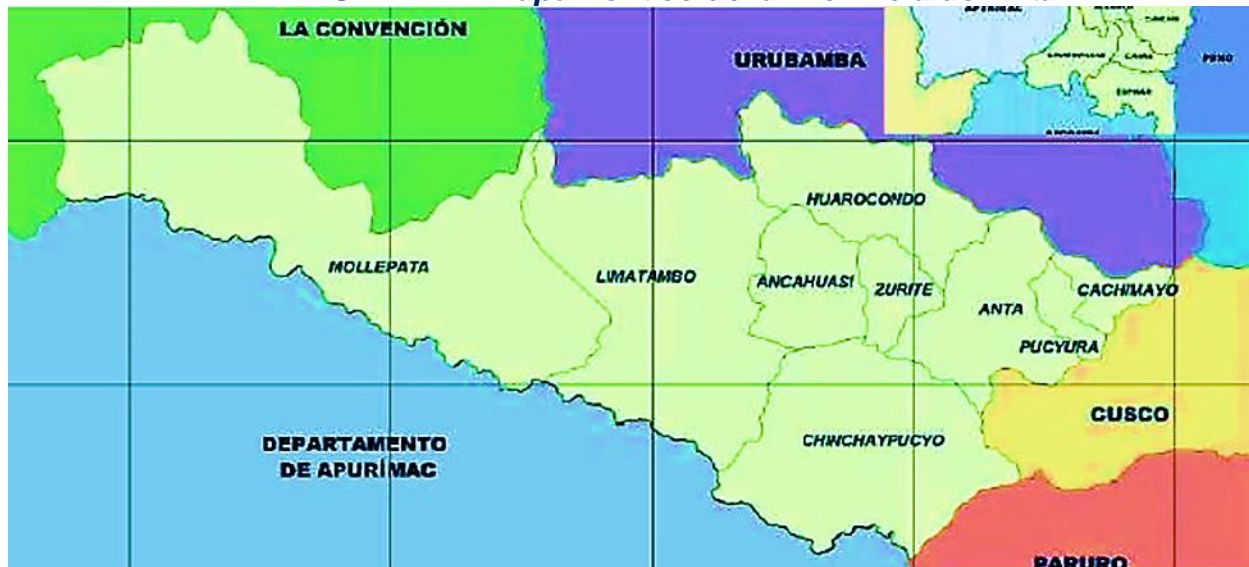 LA CONVENCIÓN
URUBAMBA
HUAROCONDO
MOLLEPATA
LIMATAMBO
ANCAHUASI
ZURITE
CACHIMAYO
ANTA
PUCYURA
CUSCO
CHINCHAYPUCYO
DEPARTAMENTO
DE APURÍMAC
PARURO